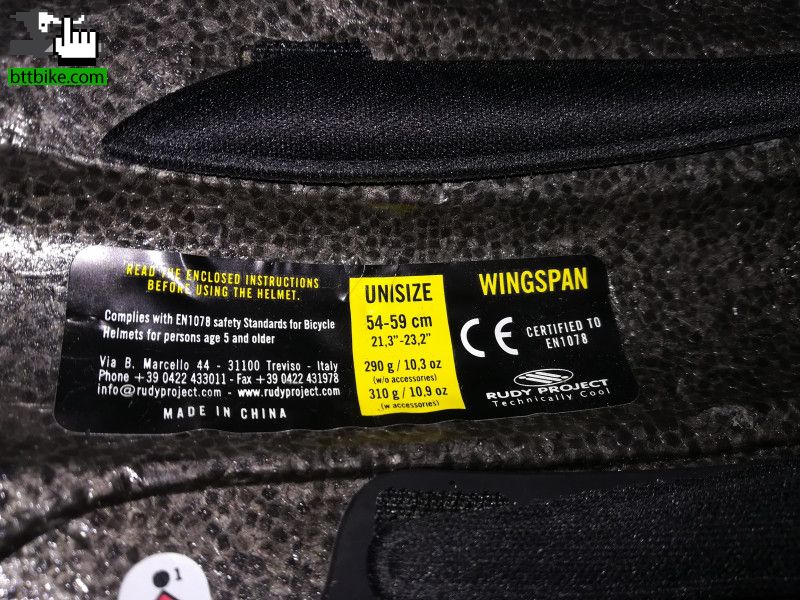 bttbike.com
READ THE ENCLOSED INSTRUCTIONS
BEFORE USING THE HELMET.
Complies with EN1078 safety Standards for Bicycle
Helmets for persons age 5 and older
Via B. Marcello 44 - 31100 Treviso - Italy
Phone +39 0422 433011 - Fax +39 0422 431978
info@rudyproject.com - www.rudyproject.com
MADE IN CHINA
UNISIZE
54-59 cm
21,3"-23,2"
290 g / 10,3 oz
(w/o accessories)
310 g / 10,9 oz
(w accessories)
WINGSPAN
CE CERTIFIED TO
EN1078
RUDY PROJECT
Technically Cool
1